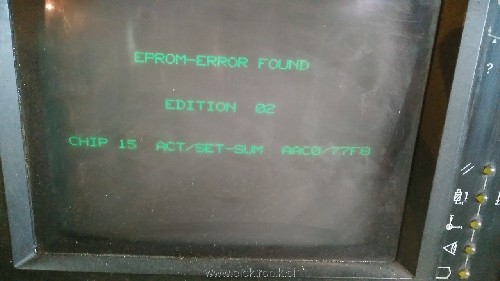 EPROM-ERROR FOUND
EDITION 02
CHIP 15 ACT/SET-SUM AAC0/77F8
?
//